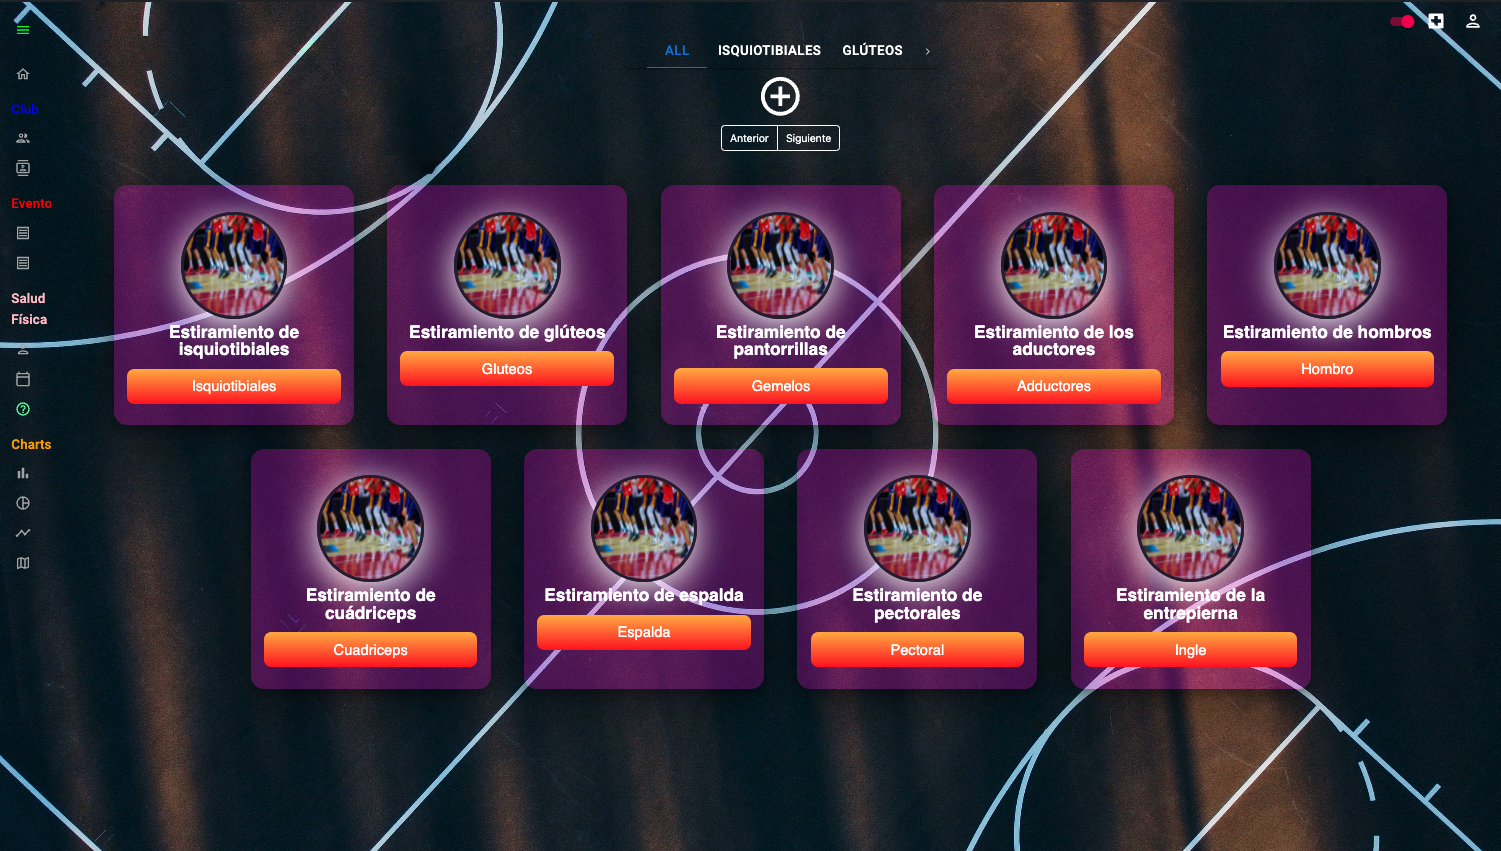 ALL
ISQUIOTIBIALES
GLÚTEOS
Anterior
Siguiente
Club
Evento
Salud
Física
Charts
Estiramiento de
isquiotibiales
Isquiotibiales
Estiramiento de glúteos
Gluteos
Estiramiento de
pantorrillas
Gemelos
Estiramiento de los
aductores
Adductores
Estiramiento de hombros
Hombro
Estiramiento de
cuádriceps
Cuadriceps
Estiramiento de espalda
Espalda
Estiramiento de
pectorales
Pectoral
Estiramiento de la
entrepierna
Ingle